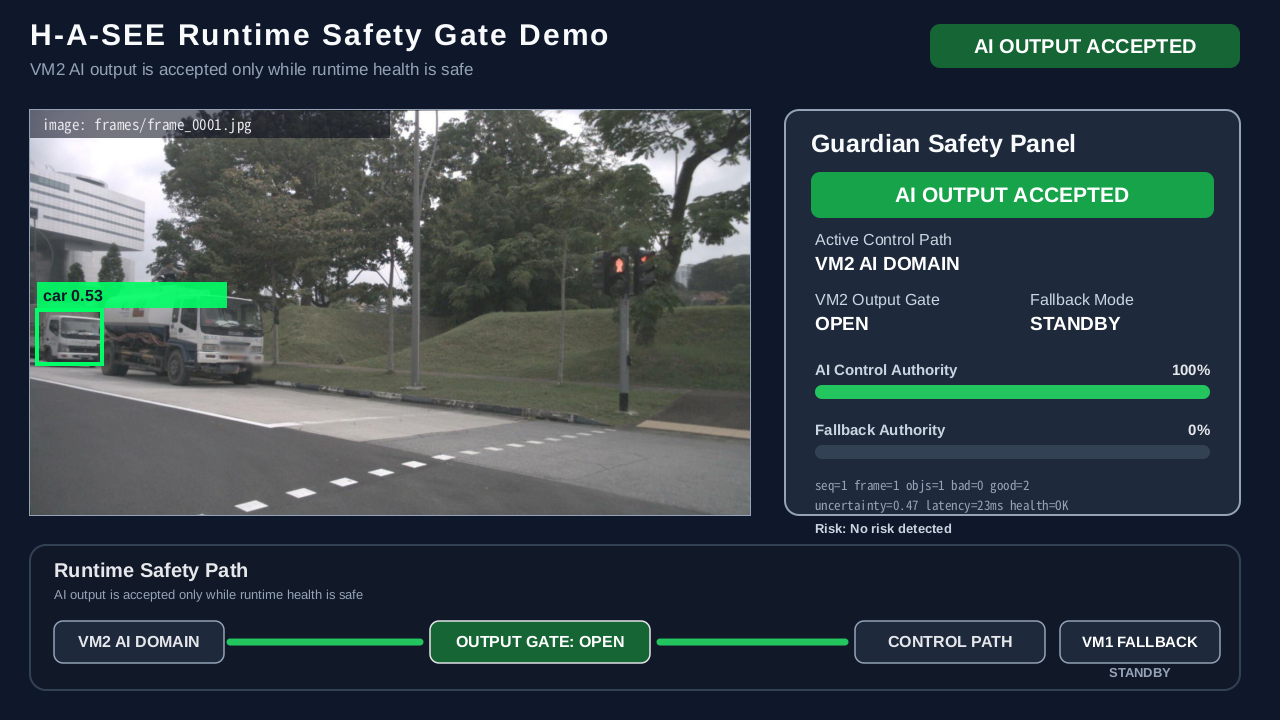 H-A-SEE Runtime Safety Gate Demo
VM2 AI output is accepted only while runtime health is safe
AI OUTPUT ACCEPTED
image: frames/frame_0001.jpg
car 0.53
Guardian Safety Panel
AI OUTPUT ACCEPTED
Active Control Path
VM2 AI DOMAIN
VM2 Output Gate
OPEN
Fallback Mode
STANDBY
AI Control Authority 100%
Fallback Authority 0%
seq=1 frame=1 objs=1 bad=0 good=2
uncertainty=0.47 latency=23ms health=OK
Risk: No risk detected
Runtime Safety Path
AI output is accepted only while runtime health is safe
VM2 AI DOMAIN
OUTPUT GATE: OPEN
CONTROL PATH
VM1 FALLBACK
STANDBY